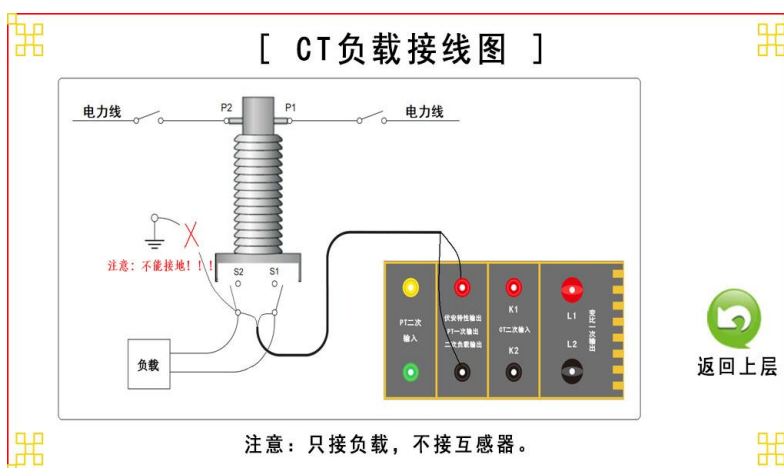 [ CT负载接线图 ]
电力线
P2
P1
电力线
注意：不能接地！！！
S2
S1
负载
PT二次
输入
伏安特性输出
PT一次输出
二次负载输出
K1
CT二次输入
K2
L1
L2
变比一次输出
返回上层
注意：只接负载，不接互感器。